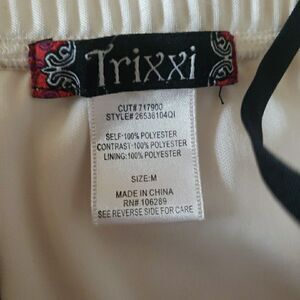 Trixxi
CUT# 717900
STYLE# 26536104QI
SELF:100% POLYESTER
CONTRAST:100% POLYESTER
LINING:100% POLYESTER
SIZE:M
MADE IN CHINA
RN# 106289
SEE REVERSE SIDE FOR CARE